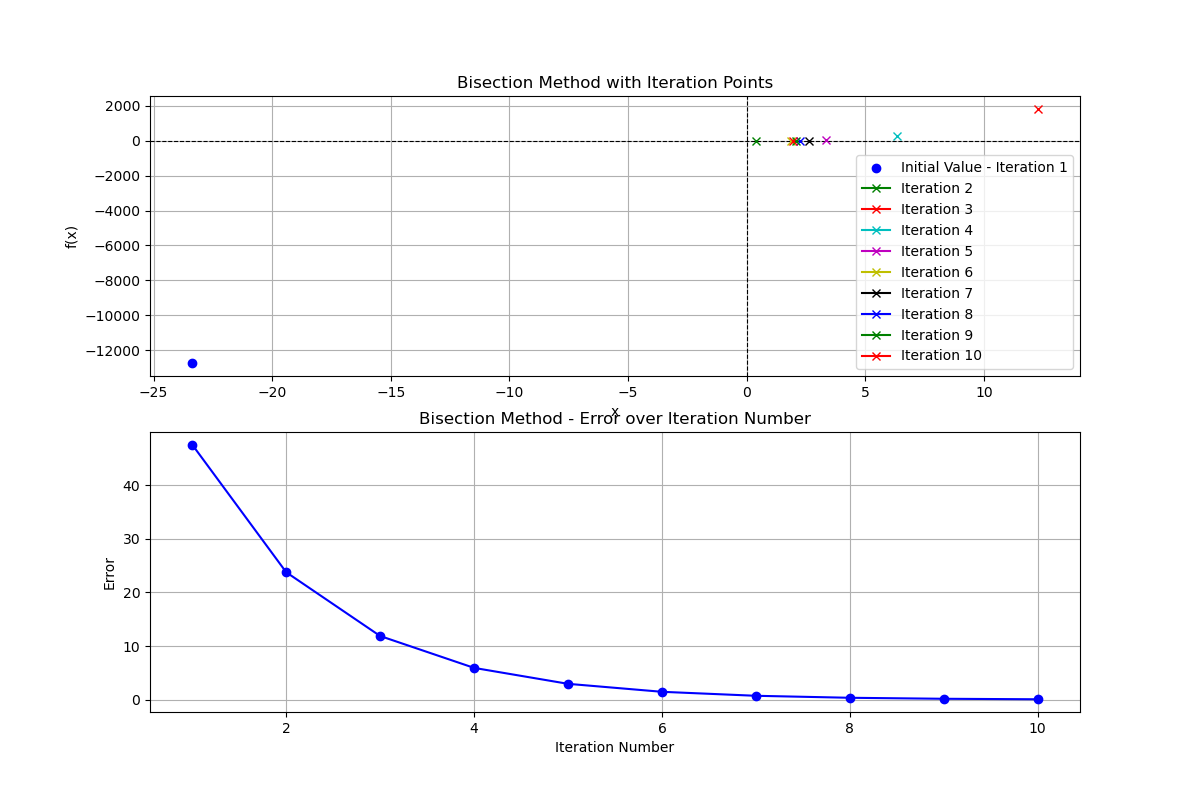 Bisection Method with Iteration Points
2000
0
−2000
−4000
−6000
−8000
−10000
−12000
f(x)
Initial Value - Iteration 1
Iteration 2
Iteration 3
Iteration 4
Iteration 5
Iteration 6
Iteration 7
Iteration 8
Iteration 9
Iteration 10
−25 −20 −15 −10 −5 0 5 10
x
Bisection Method - Error over Iteration Number
40
30
20
10
0
Error
2 4 6 8 10
Iteration Number